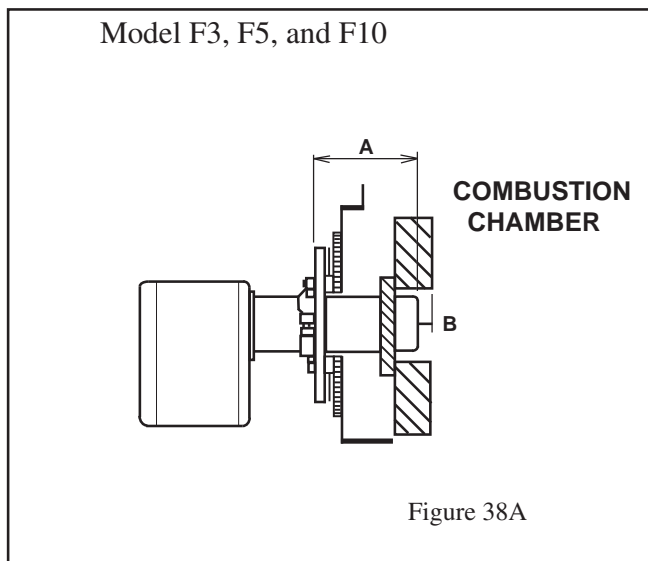 Model F3, F5, and F10
A
COMBUSTION
CHAMBER
B
Figure 38A